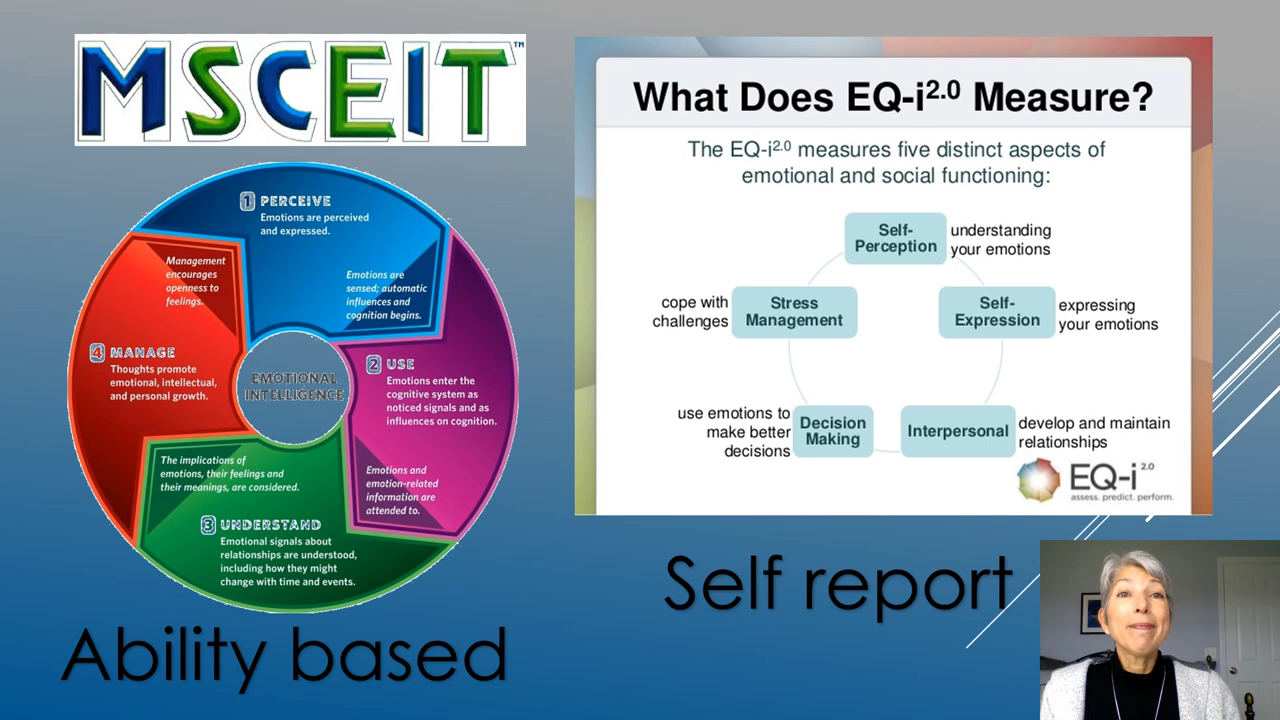 MSCEIT™
1 PERCEIVE
Emotions are perceived
and expressed.
Emotions are
sensed; automatic
influences and
cognition begins.
2 USE
Emotions enter the
cognitive system as
noticed signals and as
influences on cognition.
Emotions and
emotion-related
information are
attended to.
3 UNDERSTAND
Emotional signals about
relationships are understood,
including how they might
change with time and events.
The implications of
emotions, their feelings and
their meanings, are considered.
4 MANAGE
Thoughts promote
emotional, intellectual,
and personal growth.
Management
encourages
openness to
feelings.
EMOTIONAL
INTELLIGENCE
Ability based
What Does EQ-i2.0 Measure?
The EQ-i2.0 measures five distinct aspects of
emotional and social functioning:
Self-
Perception
understanding
your emotions
Self-
Expression
expressing
your emotions
Interpersonal
develop and maintain
relationships
Decision
Making
use emotions to
make better
decisions
Stress
Management
cope with
challenges
EQ-i 2.0
assess. predict. perform.
Self report